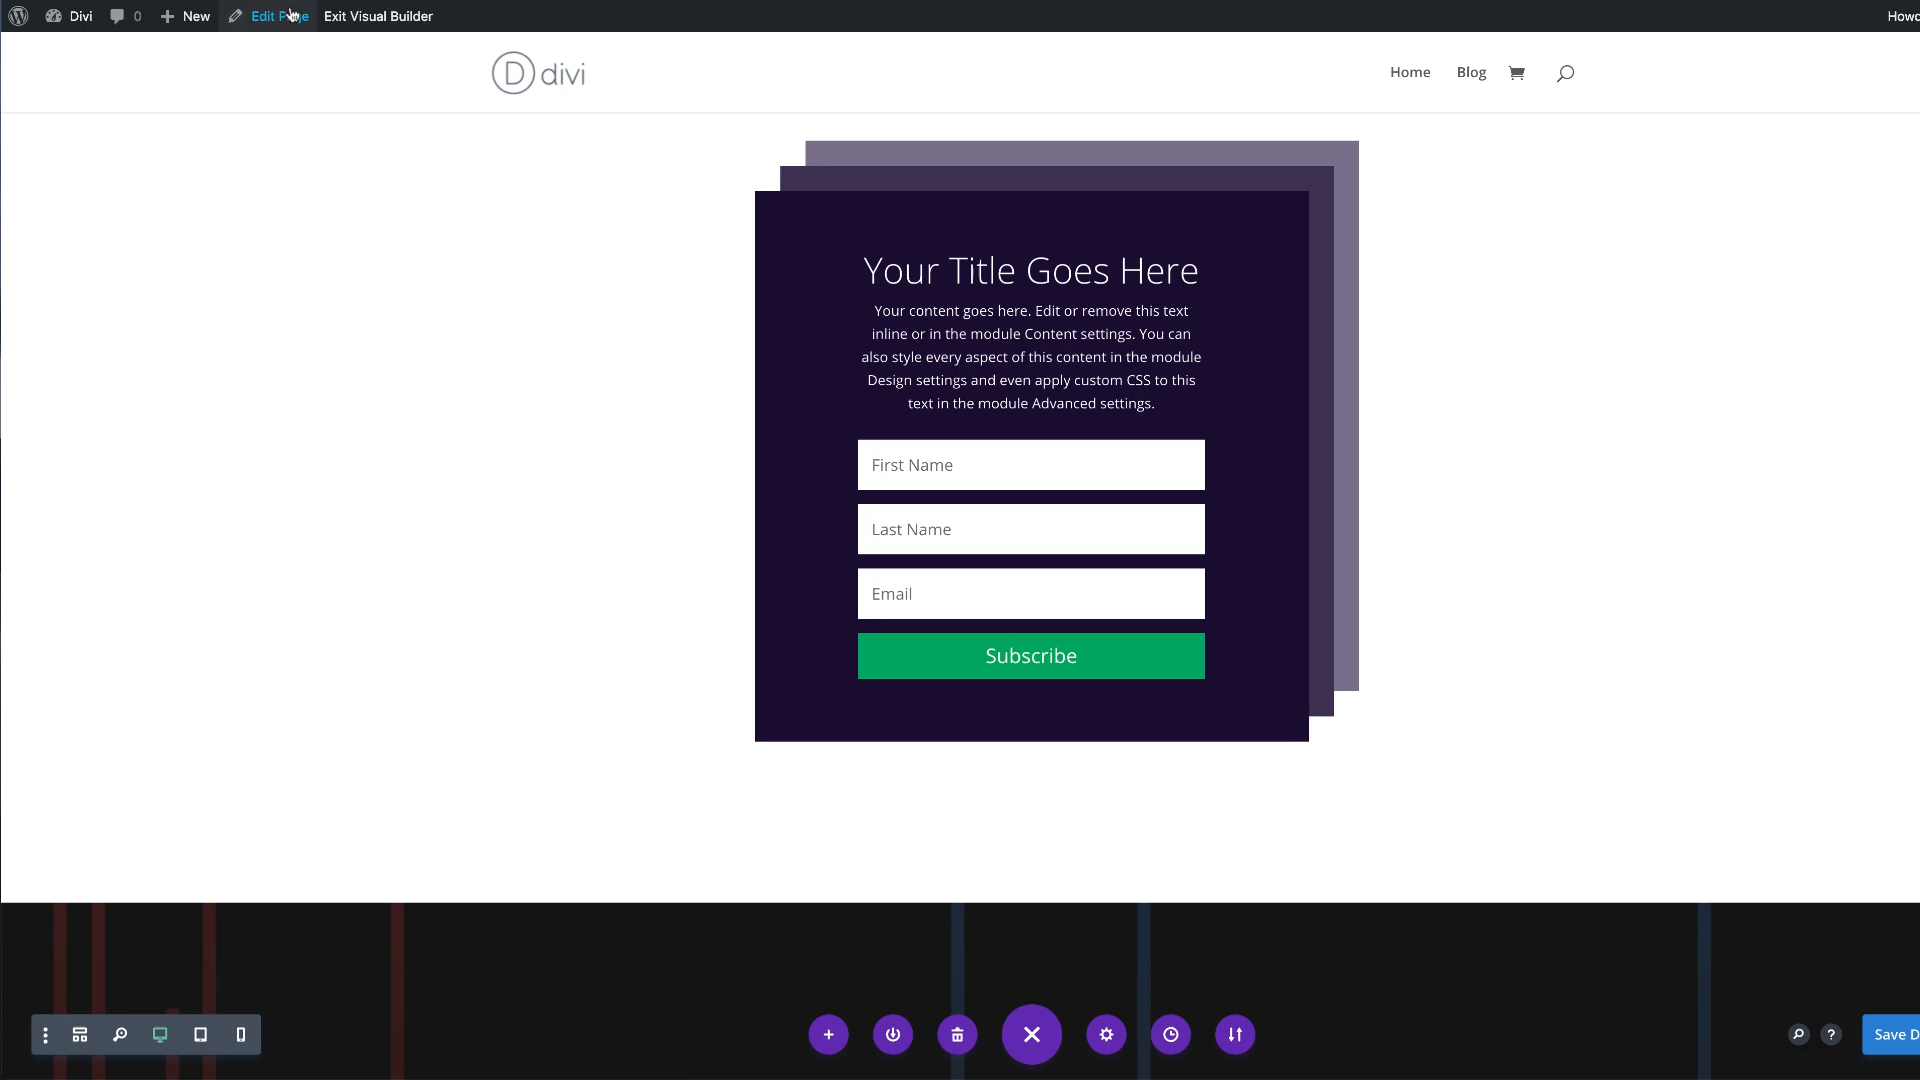 Divi 0 New Edit Page Exit Visual Builder
divi
Home Blog
Your Title Goes Here
Your content goes here. Edit or remove this text
inline or in the module Content settings. You can
also style every aspect of this content in the module
Design settings and even apply custom CSS to this
text in the module Advanced settings.
First Name
Last Name
Email
Subscribe
Save D